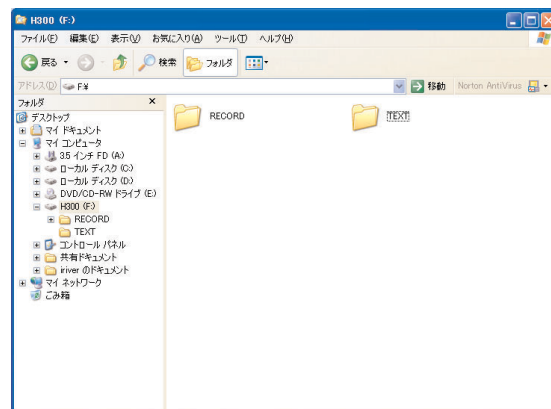 H300 (F:)
ファイル(F) 編集(E) 表示(V) お気に入り(A) ツール(T) ヘルプ(H)
戻る 検索 フォルダ
アドレス(D) F:¥ 移動 Norton AntiVirus
フォルダ ×
デスクトップ
マイ ドキュメント
マイ コンピュータ
3.5 インチ FD (A:)
ローカル ディスク (C:)
ローカル ディスク (D:)
DVD/CD-RW ドライブ (E:)
H300 (F:)
RECORD
TEXT
コントロール パネル
共有ドキュメント
iriver のドキュメント
マイ ネットワーク
ごみ箱
RECORD TEXT